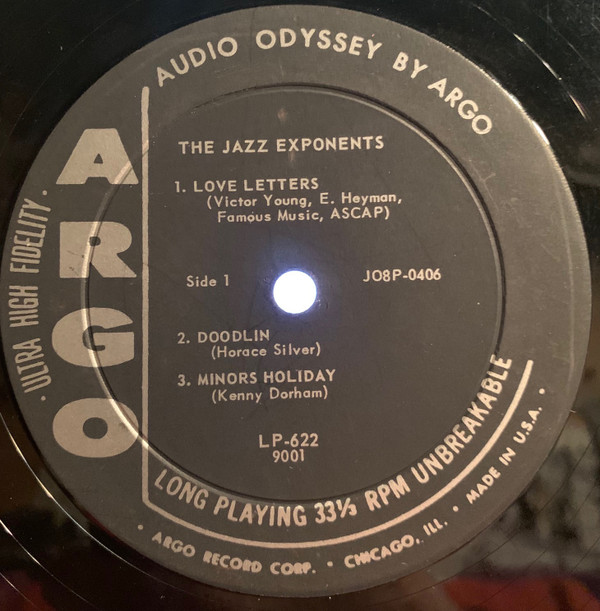 AUDIO ODYSSEY BY ARGO
ARGO
· ULTRA HIGH FIDELITY ·
THE JAZZ EXPONENTS
1. LOVE LETTERS
(Victor Young, E. Heyman,
Famous Music, ASCAP)
Side 1
JO8P-0406
2. DOODLIN
(Horace Silver)
3. MINORS HOLIDAY
(Kenny Dorham)
LP-622
9001
LONG PLAYING 33⅓ RPM UNBREAKABLE
· ARGO RECORD CORP. · CHICAGO, ILL. · MADE IN U.S.A. ·